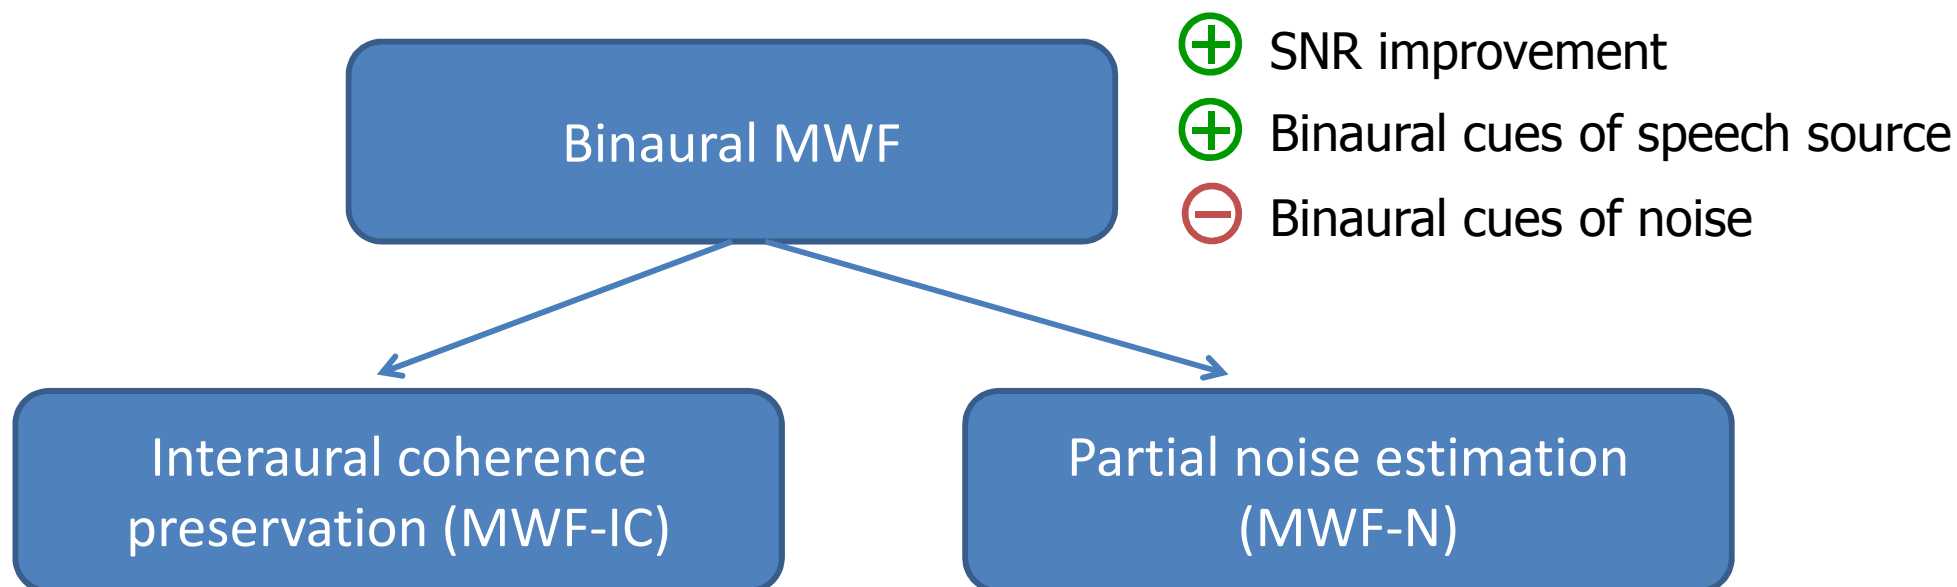 Binaural MWF
SNR improvement
Binaural cues of speech source
Binaural cues of noise
Interaural coherence
preservation (MWF-IC)
Partial noise estimation
(MWF-N)